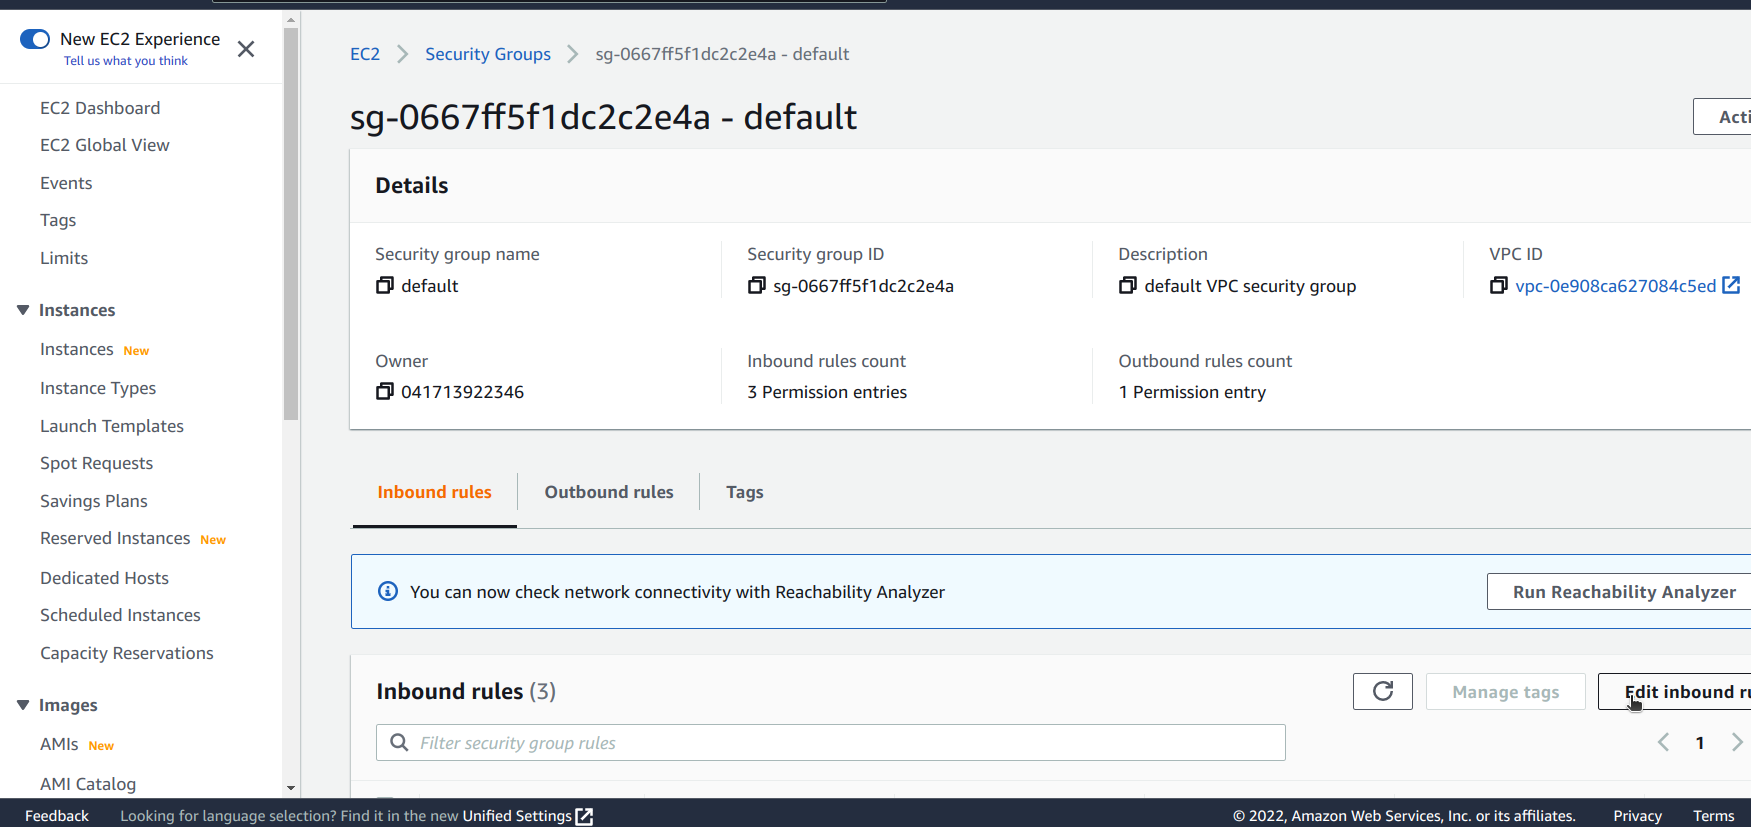 New EC2 Experience
Tell us what you think
EC2 Dashboard
EC2 Global View
Events
Tags
Limits
Instances
Instances New
Instance Types
Launch Templates
Spot Requests
Savings Plans
Reserved Instances New
Dedicated Hosts
Scheduled Instances
Capacity Reservations
Images
AMIs New
AMI Catalog
EC2 > Security Groups > sg-0667ff5f1dc2c2e4a - default
sg-0667ff5f1dc2c2e4a - default
Acti
Details
Security group name
default
Security group ID
sg-0667ff5f1dc2c2e4a
Description
default VPC security group
VPC ID
vpc-0e908ca627084c5ed
Owner
041713922346
Inbound rules count
3 Permission entries
Outbound rules count
1 Permission entry
Inbound rules Outbound rules Tags
You can now check network connectivity with Reachability Analyzer
Run Reachability Analyzer
Inbound rules (3)
Manage tags
Edit inbound ru
Filter security group rules
1
Feedback Looking for language selection? Find it in the new Unified Settings © 2022, Amazon Web Services, Inc. or its affiliates. Privacy Terms